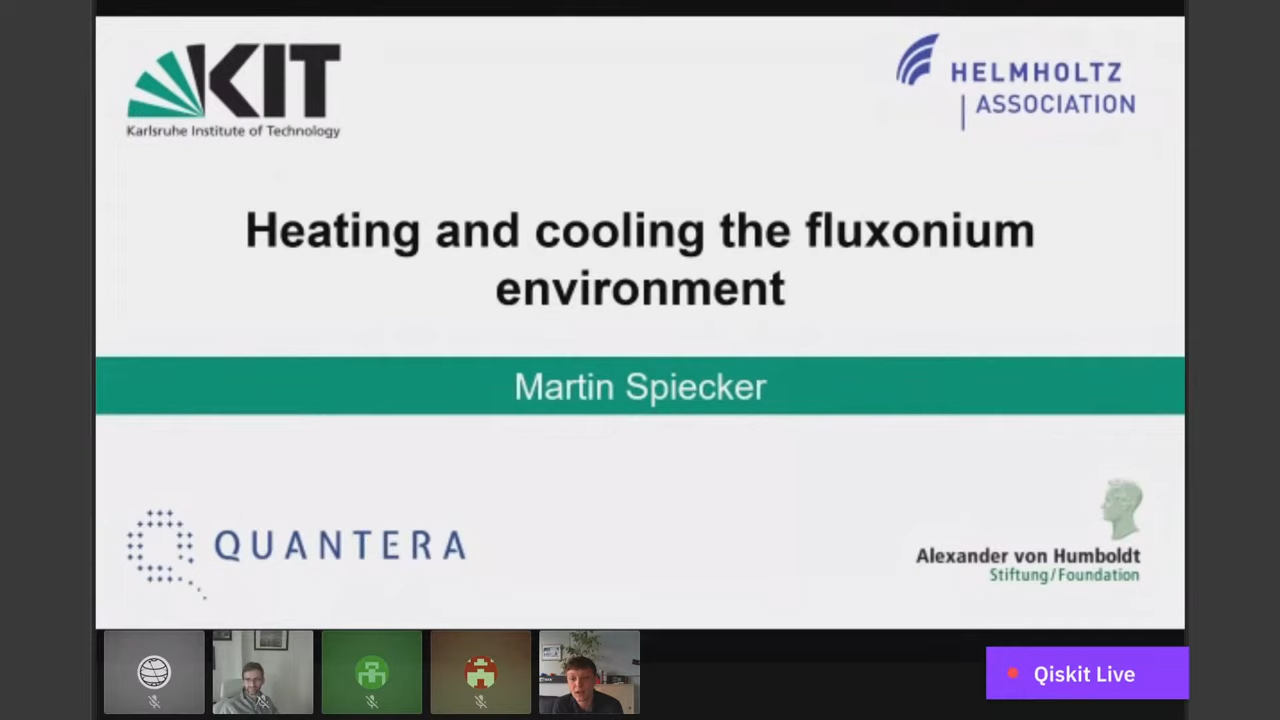 KIT
Karlsruhe Institute of Technology
HELMHOLTZ
ASSOCIATION
Heating and cooling the fluxonium
environment
Martin Spiecker
QUANTERA
Alexander von Humboldt
Stiftung/Foundation
Qiskit Live